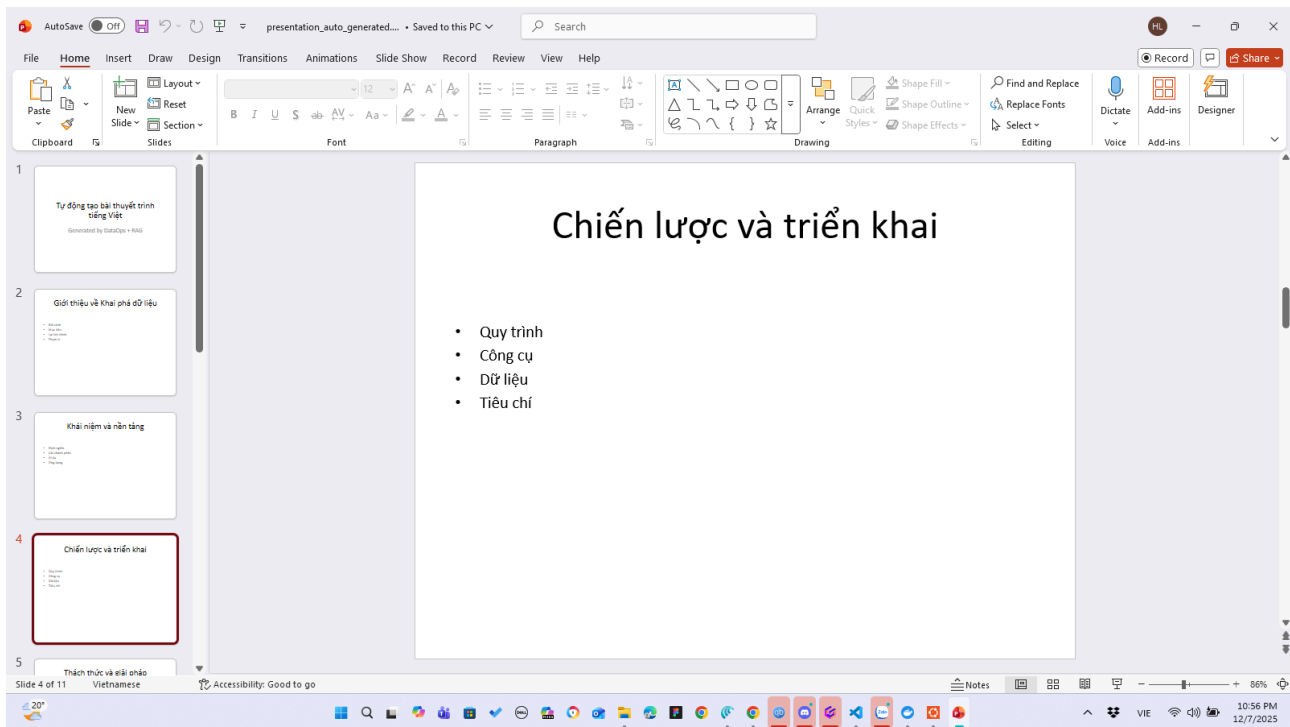 AutoSave Off presentation_auto_generated.... • Saved to this PC Search HL
File Home Insert Draw Design Transitions Animations Slide Show Record Review View Help Record Share
Paste
New Slide
Layout
Reset
Section
12
B I U S ab AV Aa A
Arrange
Quick Styles
Shape Fill
Shape Outline
Shape Effects
Find and Replace
Replace Fonts
Select
Dictate
Add-ins
Designer
Clipboard Slides Font Paragraph Drawing Editing Voice Add-ins
1
Tự động tạo bài thuyết trình
tiếng Việt
Generated by DataOps + RAG
2
Giới thiệu về Khai phá dữ liệu
3
Khái niệm và nền tảng
4
Chiến lược và triển khai
5
Thách thức và giải pháp
Chiến lược và triển khai
• Quy trình
• Công cụ
• Dữ liệu
• Tiêu chí
Slide 4 of 11 Vietnamese Accessibility: Good to go Notes 86%
20°
VIE
10:56 PM
12/7/2025